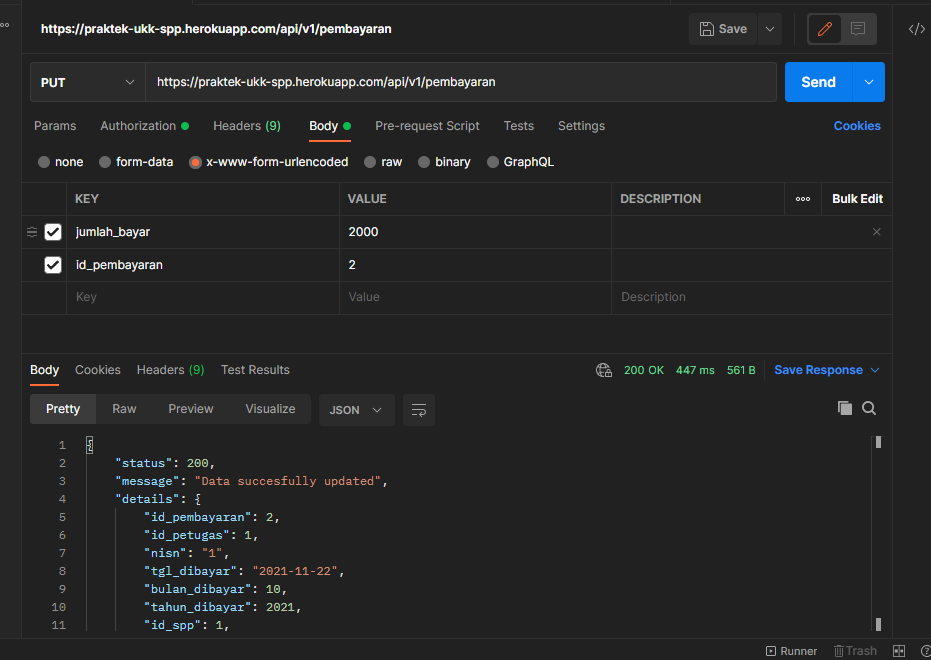 https://praktek-ukk-spp.herokuapp.com/api/v1/pembayaran Save
PUT https://praktek-ukk-spp.herokuapp.com/api/v1/pembayaran Send
Params Authorization Headers (9) Body Pre-request Script Tests Settings Cookies
none form-data x-www-form-urlencoded raw binary GraphQL
KEY VALUE DESCRIPTION Bulk Edit
jumlah_bayar 2000
id_pembayaran 2
Key Value Description
Body Cookies Headers (9) Test Results 200 OK 447 ms 561 B Save Response
Pretty Raw Preview Visualize JSON
1 {
2 "status": 200,
3 "message": "Data succesfully updated",
4 "details": {
5 "id_pembayaran": 2,
6 "id_petugas": 1,
7 "nisn": "1",
8 "tgl_dibayar": "2021-11-22",
9 "bulan_dibayar": 10,
10 "tahun_dibayar": 2021,
11 "id_spp": 1,
Runner Trash